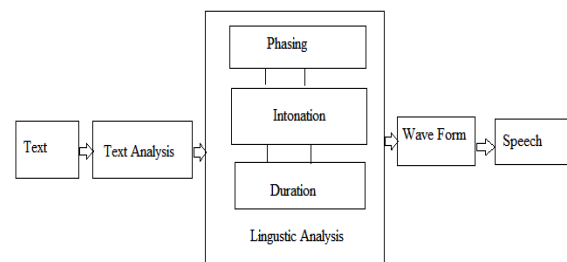 Text
Text Analysis
Phasing
Intonation
Duration
Lingustic Analysis
Wave Form
Speech